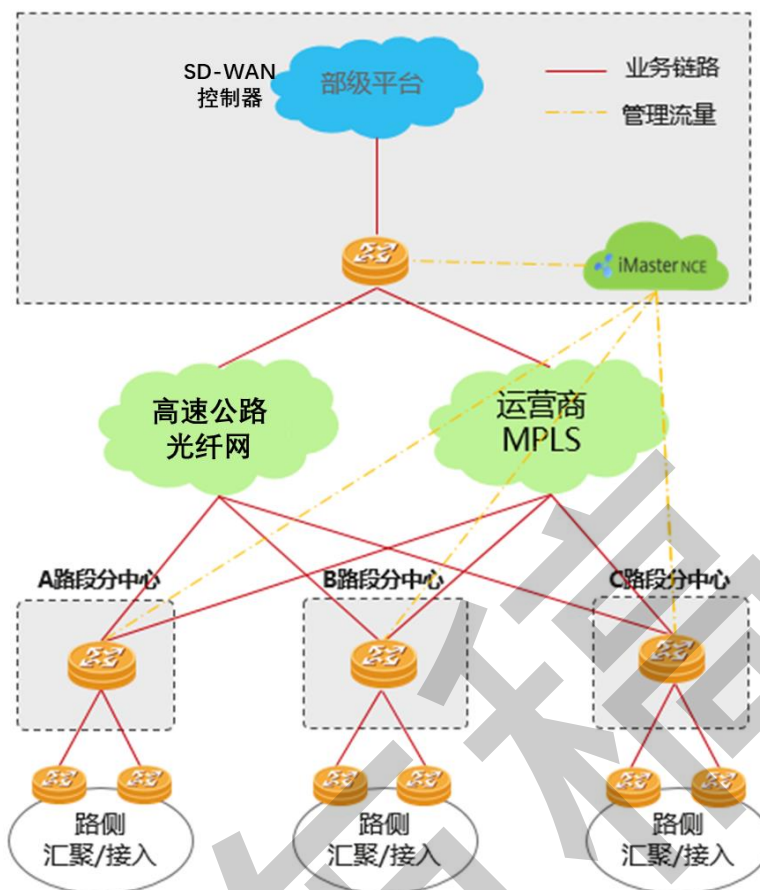 SD-WAN
控制器
部级平台
业务链路
管理流量
iMaster NCE
高速公路
光纤网
运营商
MPLS
A路段分中心
B路段分中心
C路段分中心
路侧
汇聚/接入
路侧
汇聚/接入
路侧
汇聚/接入